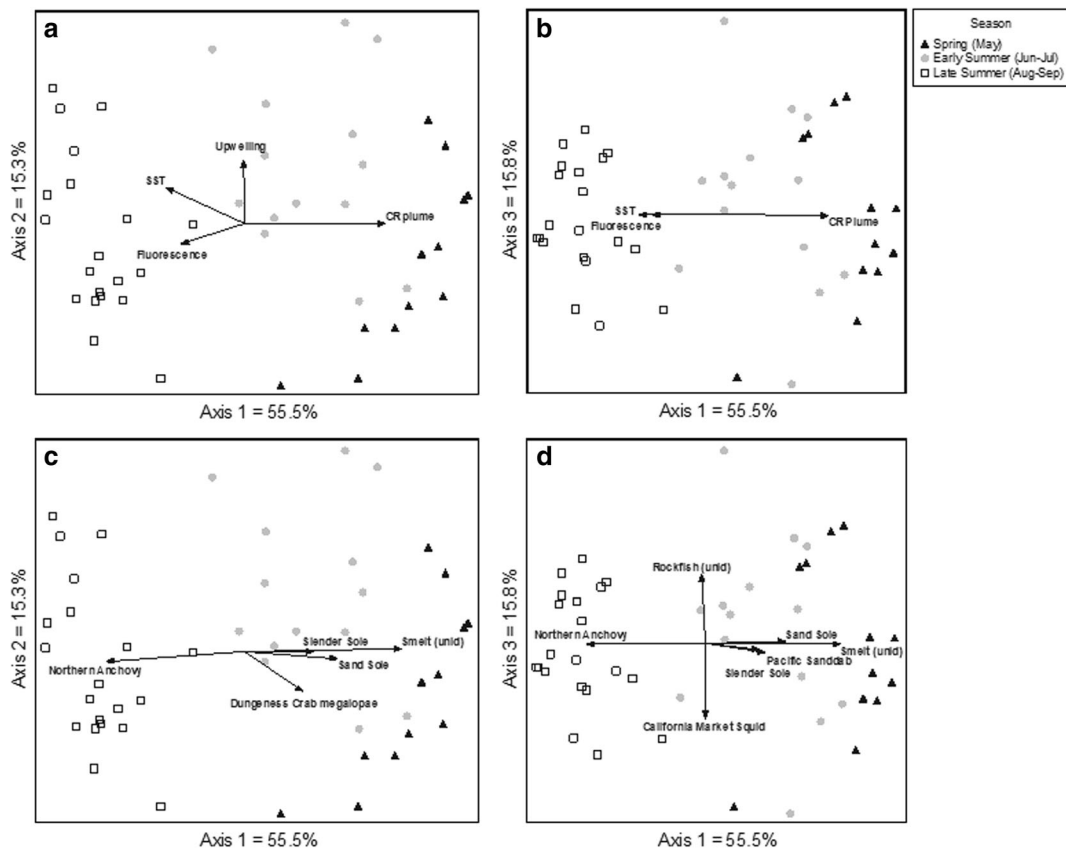 a
Axis 2 = 15.3%
Upwelling
SST
CR plume
Fluorescence
Axis 1 = 55.5%
b
Axis 3 = 15.8%
SST
Fluorescence
CR Plume
Axis 1 = 55.5%
Season
Spring (May)
Early Summer (Jun-Jul)
Late Summer (Aug-Sep)
c
Axis 2 = 15.3%
Slender Sole
Smelt (unid)
Northern Anchovy
Sand Sole
Dungeness Crab megalopae
Axis 1 = 55.5%
d
Axis 3 = 15.8%
Rockfish (unid)
Northern Anchovy
Sand Sole
Smelt (unid)
Pacific Sanddab
Slender Sole
California Market Squid
Axis 1 = 55.5%